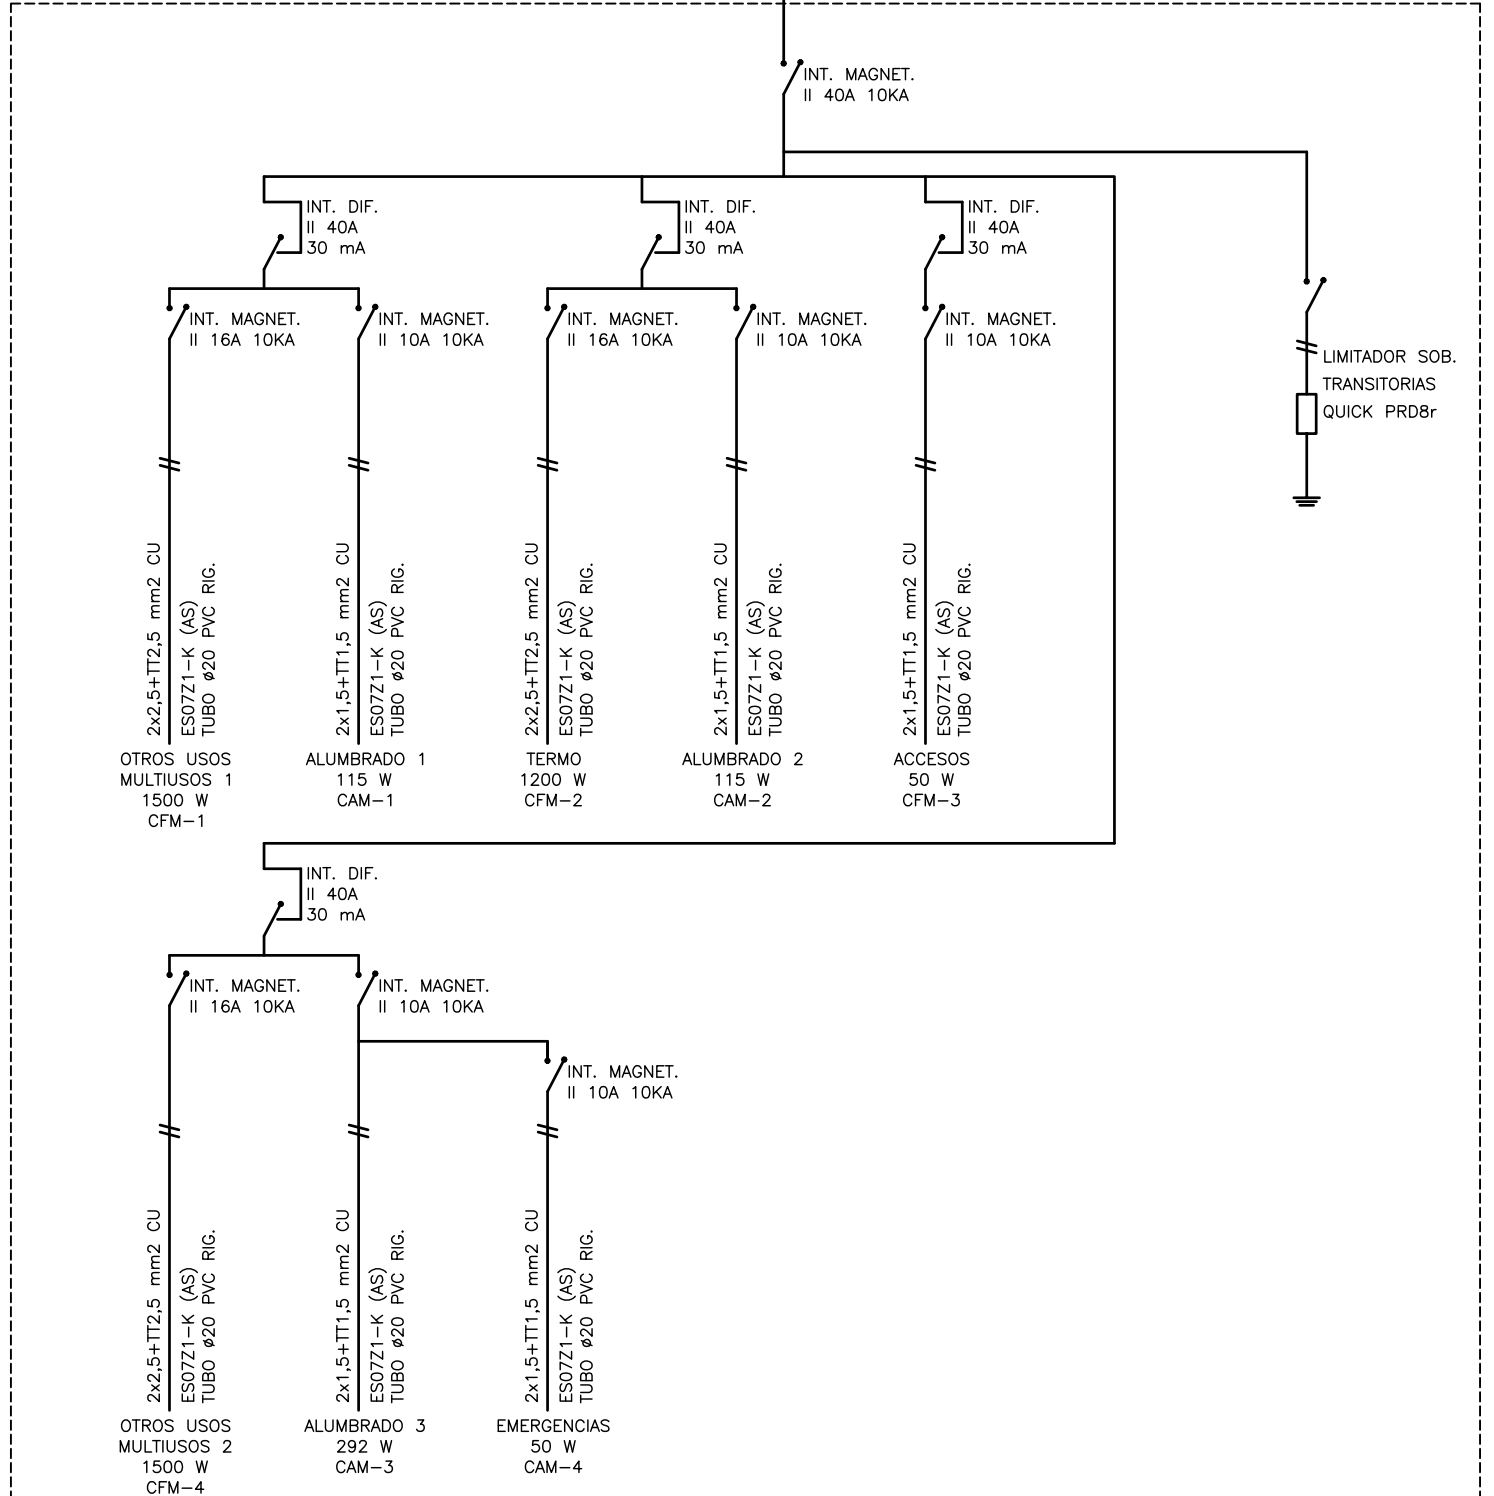 INT. MAGNET.
II 40A 10KA
INT. DIF.
II 40A
30 mA
INT. DIF.
II 40A
30 mA
INT. DIF.
II 40A
30 mA
INT. MAGNET.
II 16A 10KA
INT. MAGNET.
II 10A 10KA
INT. MAGNET.
II 16A 10KA
INT. MAGNET.
II 10A 10KA
INT. MAGNET.
II 10A 10KA
LIMITADOR SOB.
TRANSITORIAS
QUICK PRD8r
2x2,5+TT2,5 mm2 CU
ES07Z1-K (AS)
TUBO ø20 PVC RIG.
2x1,5+TT1,5 mm2 CU
ES07Z1-K (AS)
TUBO ø20 PVC RIG.
2x2,5+TT2,5 mm2 CU
ES07Z1-K (AS)
TUBO ø20 PVC RIG.
2x1,5+TT1,5 mm2 CU
ES07Z1-K (AS)
TUBO ø20 PVC RIG.
2x1,5+TT1,5 mm2 CU
ES07Z1-K (AS)
TUBO ø20 PVC RIG.
OTROS USOS
MULTIUSOS 1
1500 W
CFM-1
ALUMBRADO 1
115 W
CAM-1
TERMO
1200 W
CFM-2
ALUMBRADO 2
115 W
CAM-2
ACCESOS
50 W
CFM-3
INT. DIF.
II 40A
30 mA
INT. MAGNET.
II 16A 10KA
INT. MAGNET.
II 10A 10KA
INT. MAGNET.
II 10A 10KA
2x2,5+TT2,5 mm2 CU
ES07Z1-K (AS)
TUBO ø20 PVC RIG.
2x1,5+TT1,5 mm2 CU
ES07Z1-K (AS)
TUBO ø20 PVC RIG.
2x1,5+TT1,5 mm2 CU
ES07Z1-K (AS)
TUBO ø20 PVC RIG.
OTROS USOS
MULTIUSOS 2
1500 W
CFM-4
ALUMBRADO 3
292 W
CAM-3
EMERGENCIAS
50 W
CAM-4